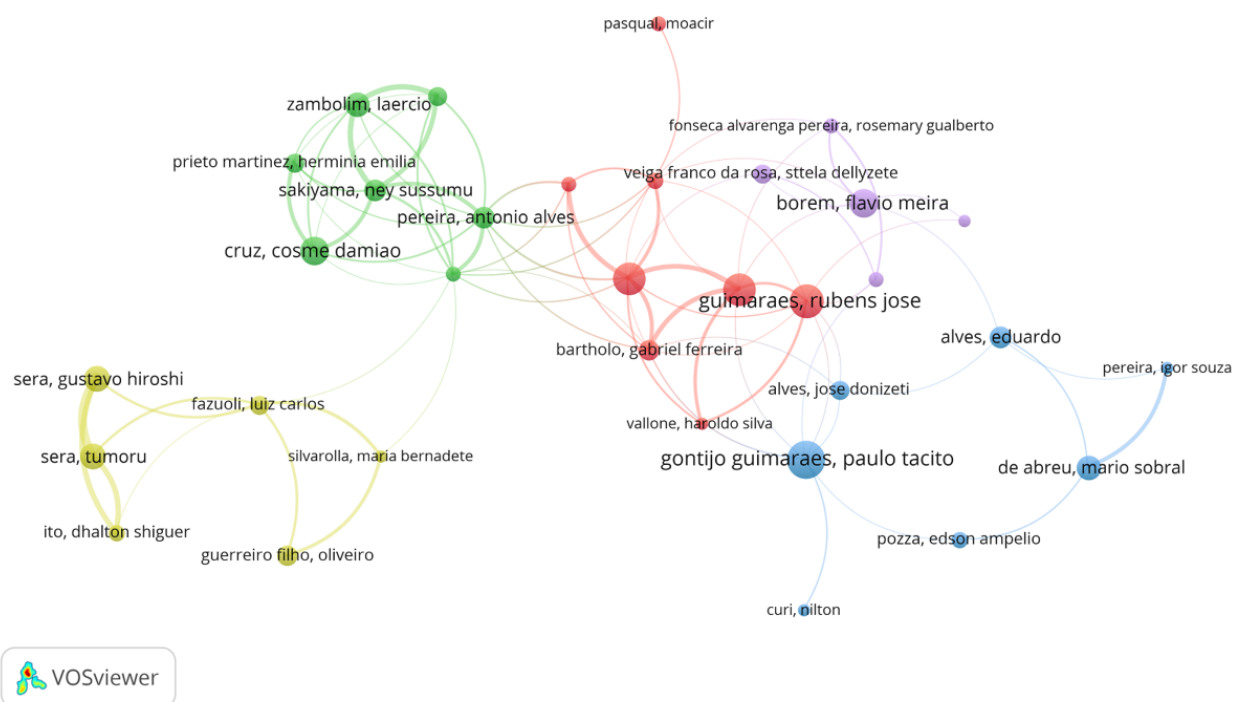 pasqual, moacir
zambolim, laercio
fonseca alvarenga pereira, rosemary gualberto
prieto martinez, herminia emilia
veiga franco da rosa, sttela dellyzete
sakiyama, ney sussumu
borem, flavio meira
pereira, antonio alves
cruz, cosme damiao
guimaraes, rubens jose
alves, eduardo
bartholo, gabriel ferreira
pereira, igor souza
sera, gustavo hiroshi
alves, jose donizeti
fazuoli, luiz carlos
vallone, haroldo silva
sera, tumoru
silvarolla, maria bernadete
gontijo guimaraes, paulo tacito
de abreu, mario sobral
ito, dhalton shiguer
pozza, edson ampelio
guerreiro filho, oliveiro
curi, nilton
VOSviewer